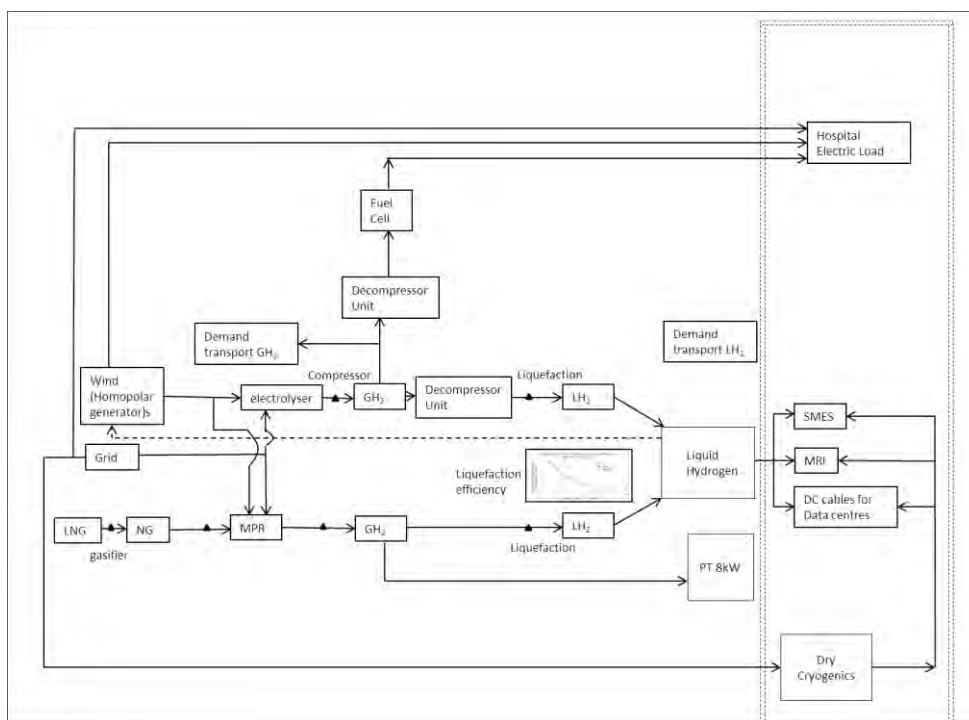 Hospital
Electric Load
Fuel
Cell
Decompressor
Unit
Demand
transport GH₂
Demand
transport LH₂
Wind
(Homopolar
generator)s
electrolyser
Compressor
GH₂
Decompressor
Unit
Liquefaction
LH₂
SMES
Grid
Liquefaction
efficiency
Liquid
Hydrogen
MRI
DC cables for
Data centres
LNG
gasifier
NG
MPR
GH₂
Liquefaction
LH₂
PT 8kW
Dry
Cryogenics